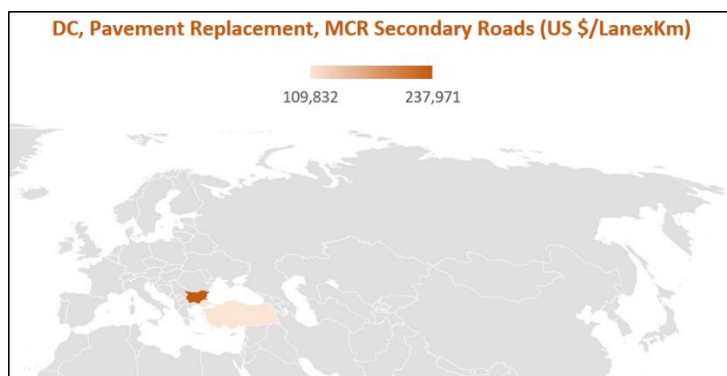 DC, Pavement Replacement, MCR Secondary Roads (US $/LanexKm)
109,832 237,971